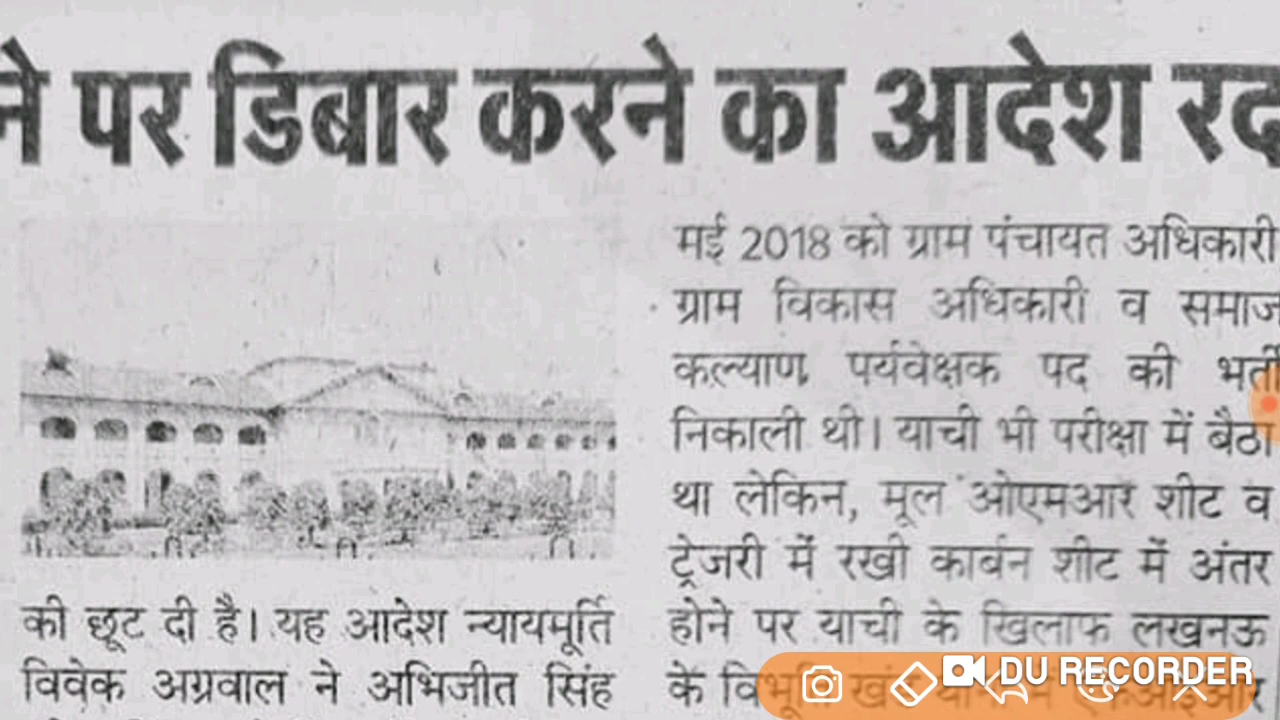 ने पर डिबार करने का आदेश रद
की छूट दी है। यह आदेश न्यायमूर्ति
विवेक अग्रवाल ने अभिजीत सिंह
मई 2018 को ग्राम पंचायत अधिकारी
ग्राम विकास अधिकारी व समाज
कल्याण पर्यवेक्षक पद की भर्ती
निकाली थी। याची भी परीक्षा में बैठा
था लेकिन, मूल ओएमआर शीट व
ट्रेजरी में रखी कार्बन शीट में अंतर
होने पर याची के खिलाफ लखनऊ
के
DU RECORDER